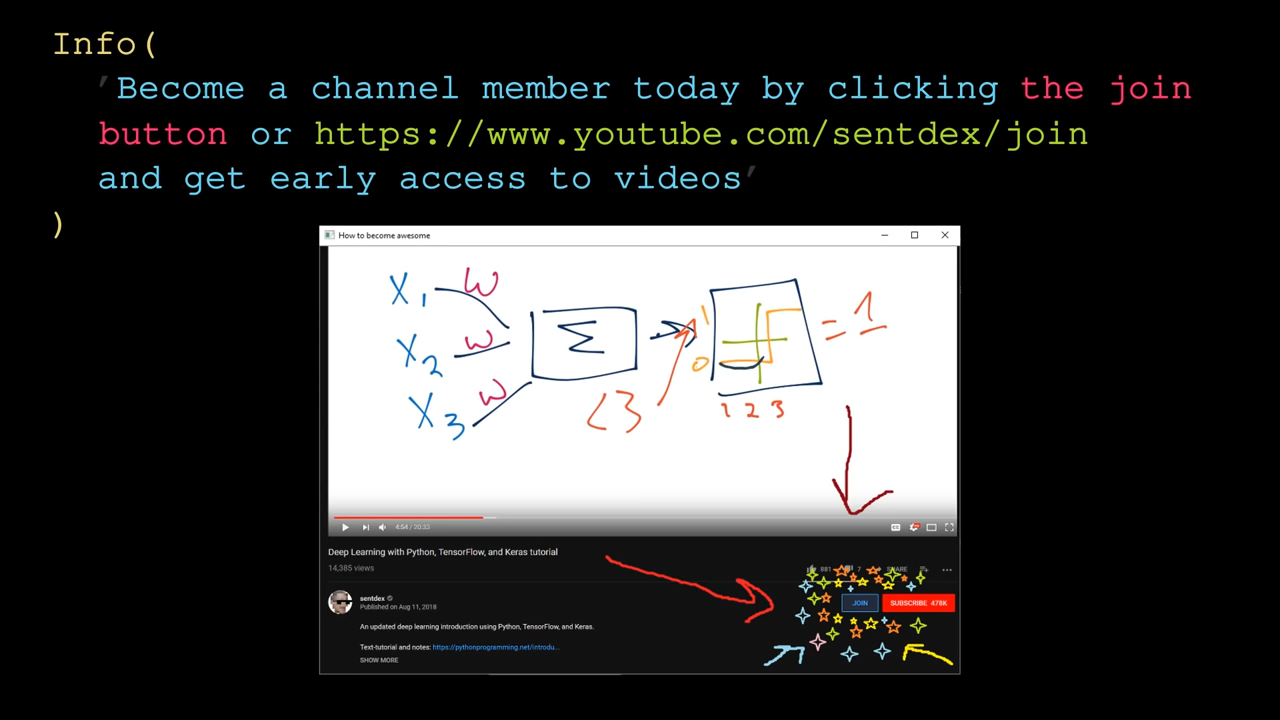 Info(
'Become a channel member today by clicking the join
button or https://www.youtube.com/sentdex/join
and get early access to videos'
)
How to become awesome
X1 W
X2 W
X3 W
Σ
<3
1
0
1 2 3
= 1
4:54 / 20:33
Deep Learning with Python, TensorFlow, and Keras tutorial
14,385 views
881 7 SHARE
sentdex
Published on Aug 11, 2018
JOIN SUBSCRIBE 478K
An updated deep learning introduction using Python, TensorFlow, and Keras.
Text-tutorial and notes: https://pythonprogramming.net/introdu...
SHOW MORE